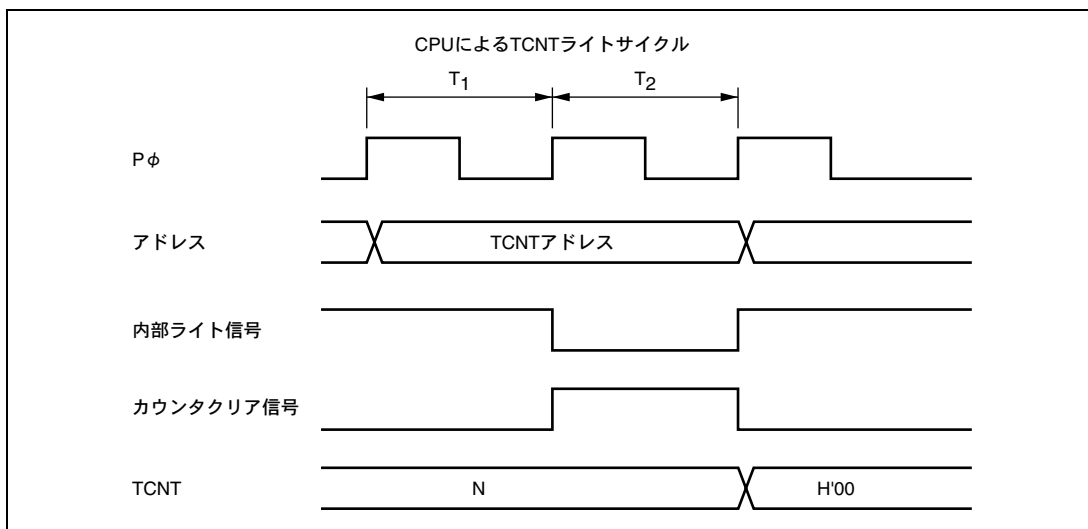 CPUによるTCNTライトサイクル
T1 T2
Pφ
アドレス TCNTアドレス
内部ライト信号
カウンタクリア信号
TCNT N H'00